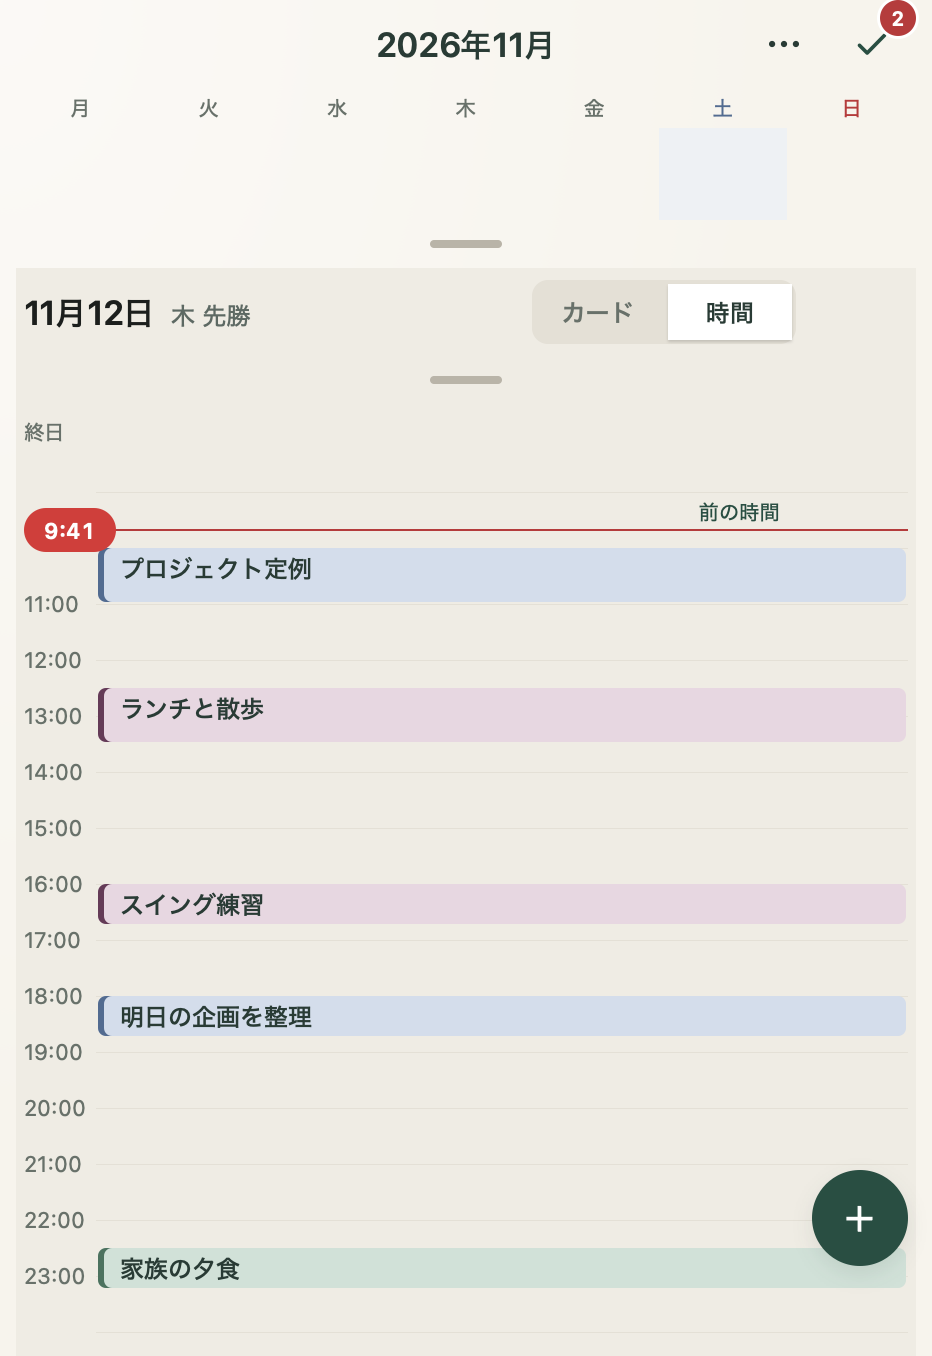 2026年11月
2
月 火 水 木 金 土 日
11月12日 木 先勝
カード 時間
終日
前の時間
9:41
プロジェクト定例
11:00
12:00
ランチと散歩
13:00
14:00
15:00
16:00
スイング練習
17:00
18:00
明日の企画を整理
19:00
20:00
21:00
22:00
家族の夕食
23:00